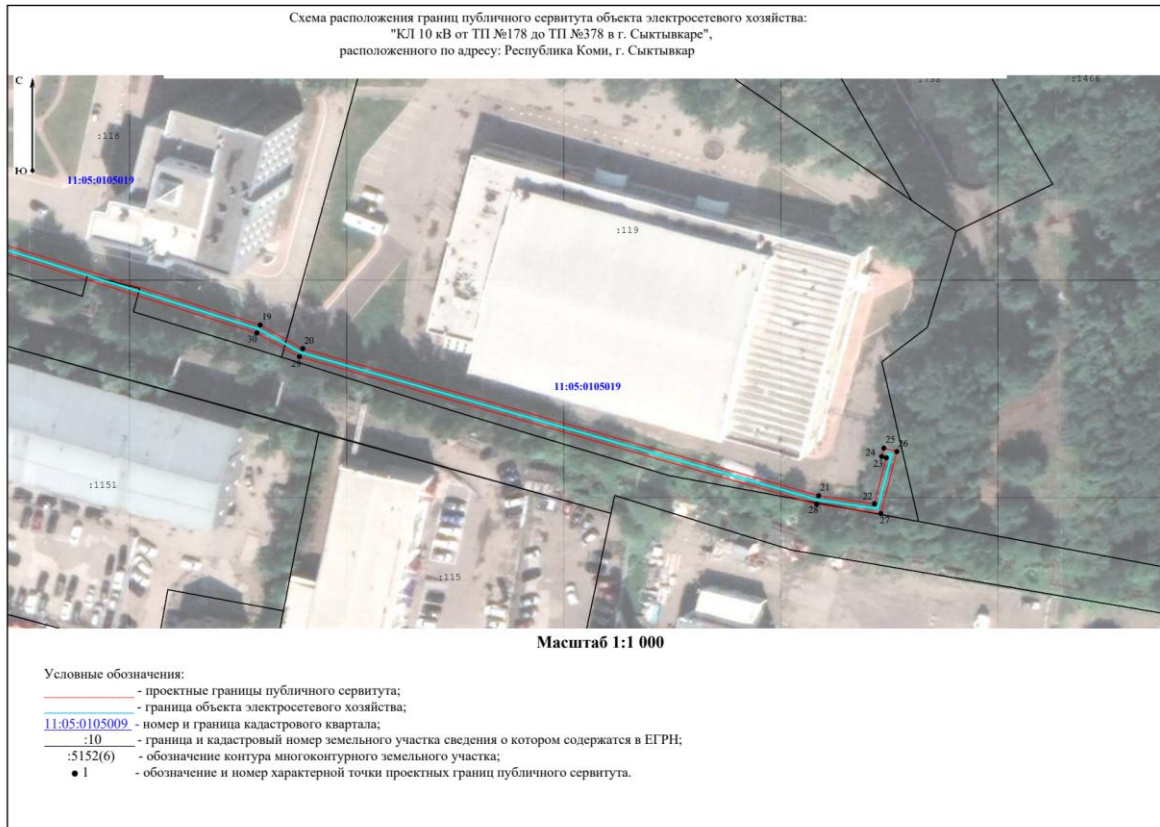 Схема расположения границ публичного сервитута объекта электросетевого хозяйства:
"КЛ 10 кВ от ТП №178 до ТП №378 в г. Сыктывкаре",
расположенного по адресу: Республика Коми, г. Сыктывкар
С
Ю
:118
11:05:0105019
:1466
:119
19
30
20
29
11:05:0105019
25
26
24
23
21
22
28
27
:1151
:115
Масштаб 1:1 000
Условные обозначения:
- проектные границы публичного сервитута;
- граница объекта электросетевого хозяйства;
11:05:0105009 - номер и граница кадастрового квартала;
:10 - граница и кадастровый номер земельного участка сведения о котором содержатся в ЕГРН;
:5152(6) - обозначение контура многоконтурного земельного участка;
● 1 - обозначение и номер характерной точки проектных границ публичного сервитута.